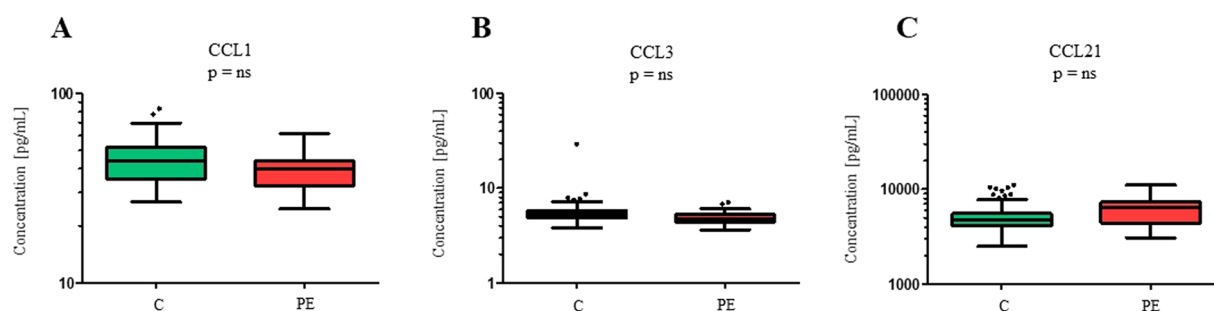 A
CCL1
p = ns
Concentration [pg/mL]
100
10
C
PE
B
CCL3
p = ns
Concentration [pg/mL]
100
10
1
C
PE
C
CCL21
p = ns
Concentration [pg/mL]
100000
10000
1000
C
PE